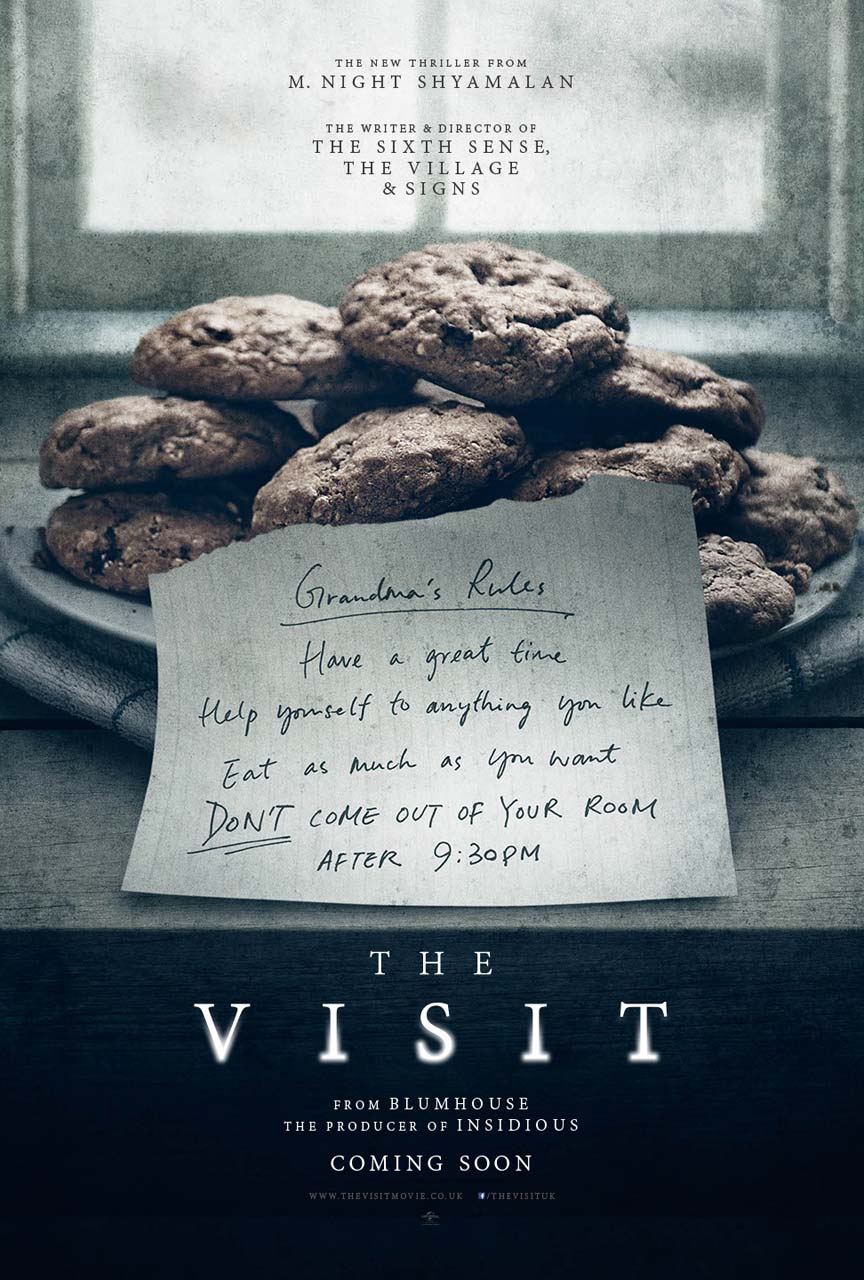 THE NEW THRILLER FROM
M. NIGHT SHYAMALAN
THE WRITER & DIRECTOR OF
THE SIXTH SENSE,
THE VILLAGE
& SIGNS
Grandma's Rules
Have a great time
Help yourself to anything you like
Eat as much as you want
DON'T COME OUT OF YOUR ROOM
AFTER 9:30PM
THE
VISIT
FROM BLUMHOUSE
THE PRODUCER OF INSIDIOUS
COMING SOON
WWW.THEVISITMOVIE.CO.UK f/THEVISITUK